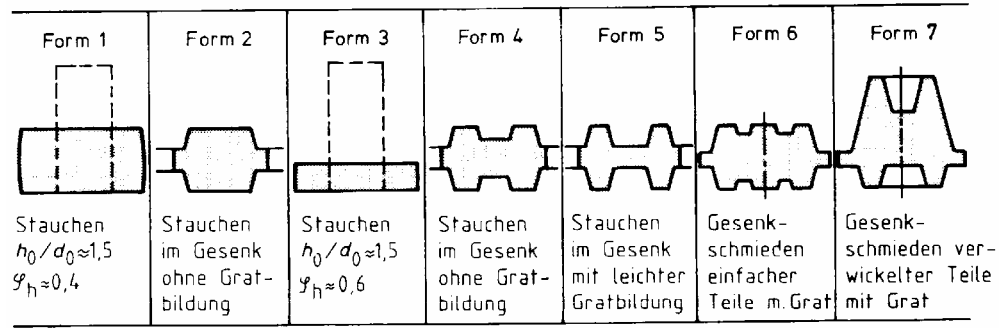 Form 1
Stauchen
h₀/d₀≈1,5
φₕ≈0,4
Form 2
Stauchen
im Gesenk
ohne Grat-
bildung
Form 3
Stauchen
h₀/d₀≈1,5
φₕ≈0,6
Form 4
Stauchen
im Gesenk
ohne Grat-
bildung
Form 5
Stauchen
im Gesenk
mit leichter
Gratbildung
Form 6
Gesenk-
schmieden
einfacher
Teile m. Grat
Form 7
Gesenk-
schmieden ver-
wickelter Teile
mit Grat